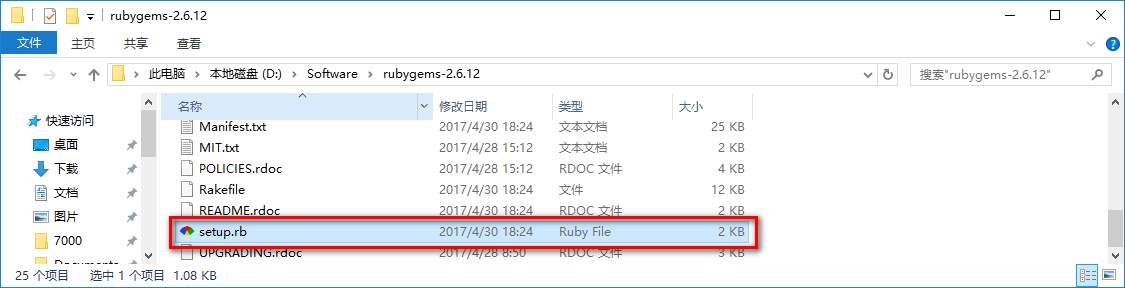 rubygems-2.6.12
文件 主页 共享 查看
此电脑 本地磁盘 (D:) Software rubygems-2.6.12 搜索"rubygems-2.6.12"
名称 修改日期 类型 大小
快速访问
桌面
下载
文档
图片
7000
Documents
Manifest.txt 2017/4/30 18:24 文本文档 25 KB
MIT.txt 2017/4/28 15:12 文本文档 2 KB
POLICIES.rdoc 2017/4/28 15:12 RDOC 文件 4 KB
Rakefile 2017/4/30 18:24 文件 12 KB
README.rdoc 2017/4/30 18:24 RDOC 文件 2 KB
setup.rb 2017/4/30 18:24 Ruby File 2 KB
UPGRADING.rdoc 2017/4/28 8:50 RDOC 文件 3 KB
25 个项目 选中 1 个项目 1.08 KB